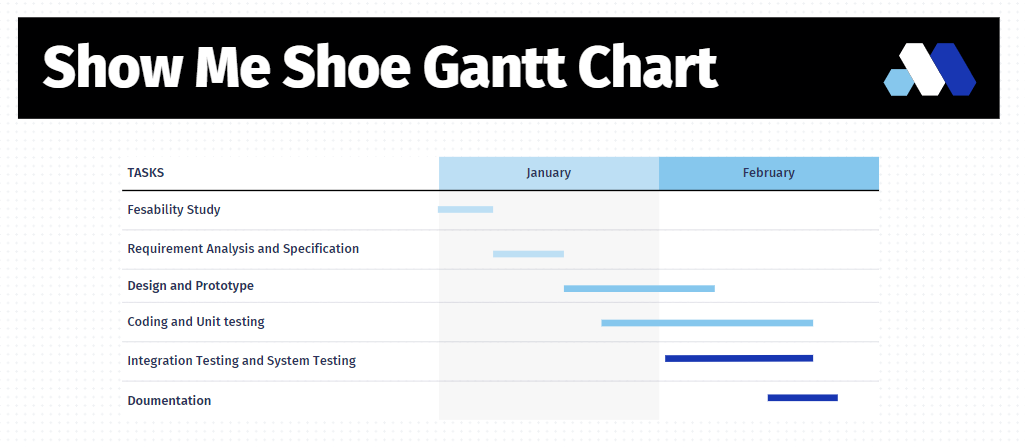 Show Me Shoe Gantt Chart
TASKS January February
Fesability Study
Requirement Analysis and Specification
Design and Prototype
Coding and Unit testing
Integration Testing and System Testing
Doumentation